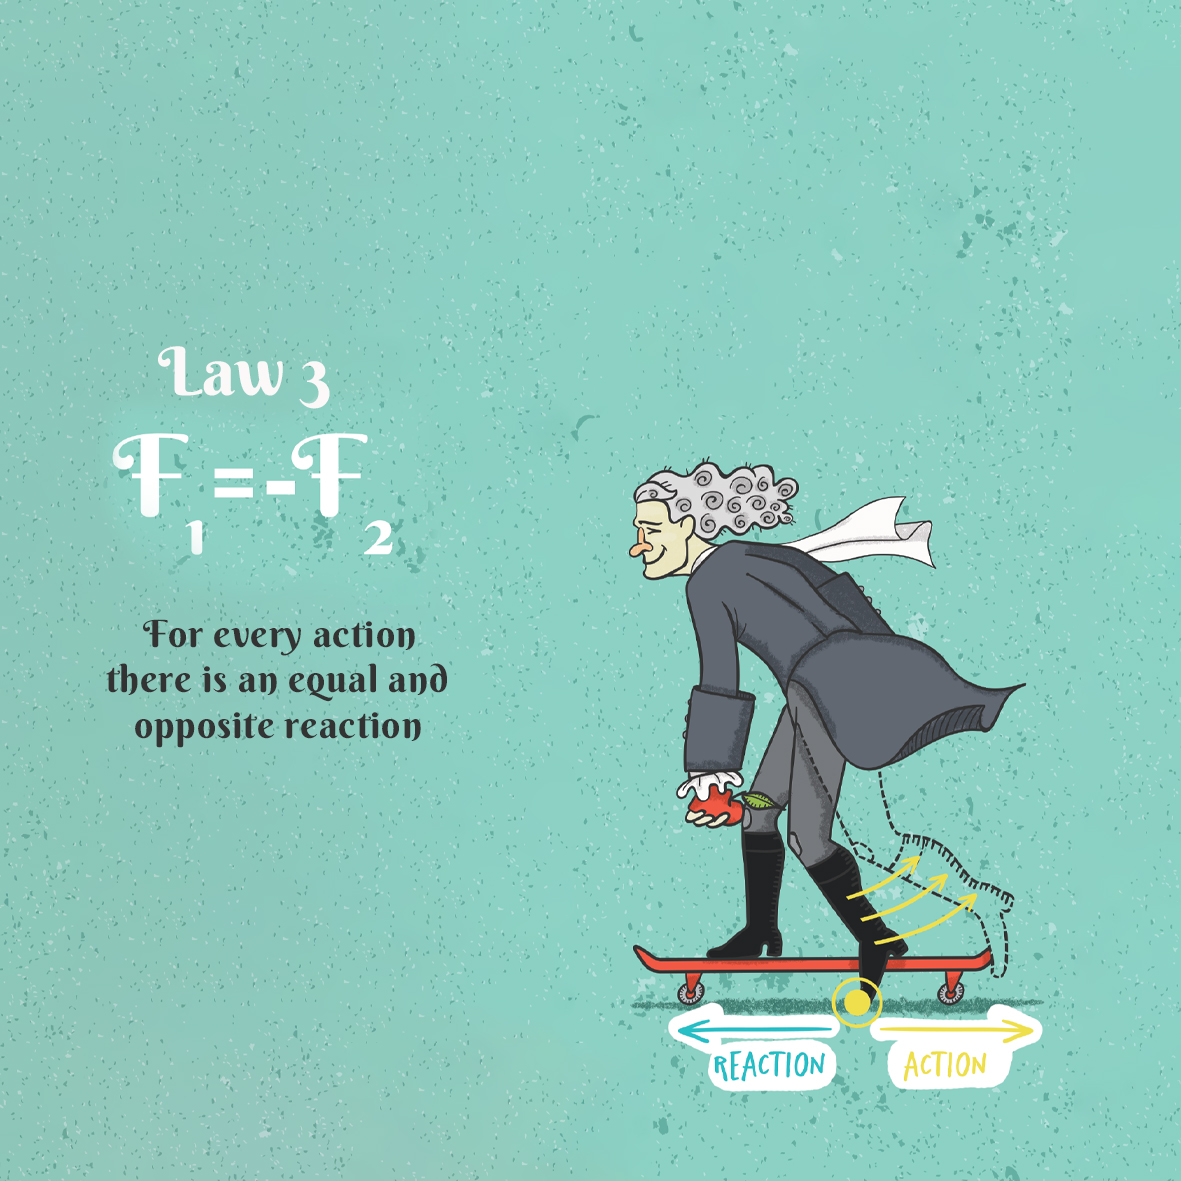 Law 3
F1=-F2
For every action
there is an equal and
opposite reaction
REACTION
ACTION